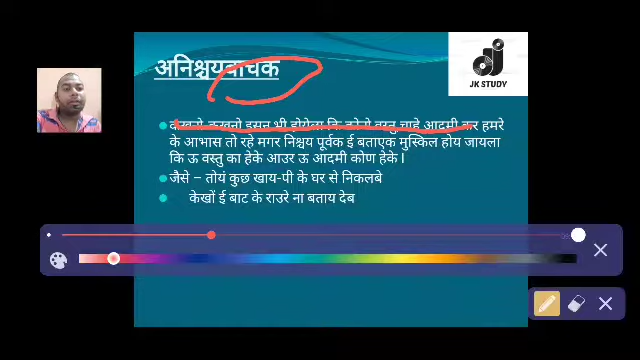 अनिश्चयवाचक
JK STUDY
कखनो कखनो इसन भी होयेला कि कोनो वस्तु चाहे आदमी कर हमरे
के आभास तो रहे मगर निश्चय पूर्वक ई बताएक मुस्किल होय जायला
कि ऊ वस्तु का हेके आउर ऊ आदमी कोण हेके l
जैसे – तोयं कुछ खाय-पी के घर से निकलबे
केखों ई बाट के राउरे ना बताय देब